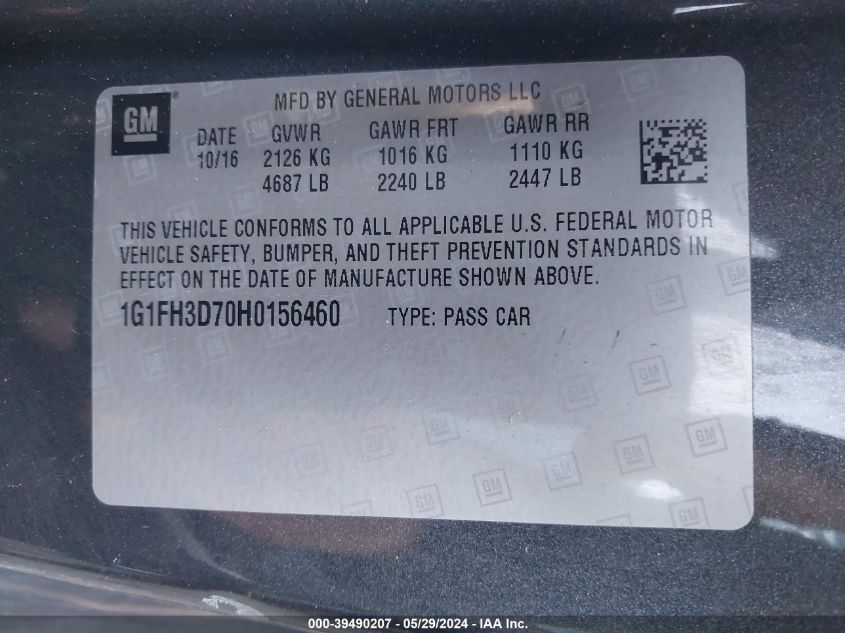 GM
MFD BY GENERAL MOTORS LLC
DATE GVWR GAWR FRT GAWR RR
10/16 2126 KG 1016 KG 1110 KG
4687 LB 2240 LB 2447 LB
THIS VEHICLE CONFORMS TO ALL APPLICABLE U.S. FEDERAL MOTOR
VEHICLE SAFETY, BUMPER, AND THEFT PREVENTION STANDARDS IN
EFFECT ON THE DATE OF MANUFACTURE SHOWN ABOVE.
1G1FH3D70H0156460 TYPE: PASS CAR
000-39490207 - 05/29/2024 - IAA Inc.